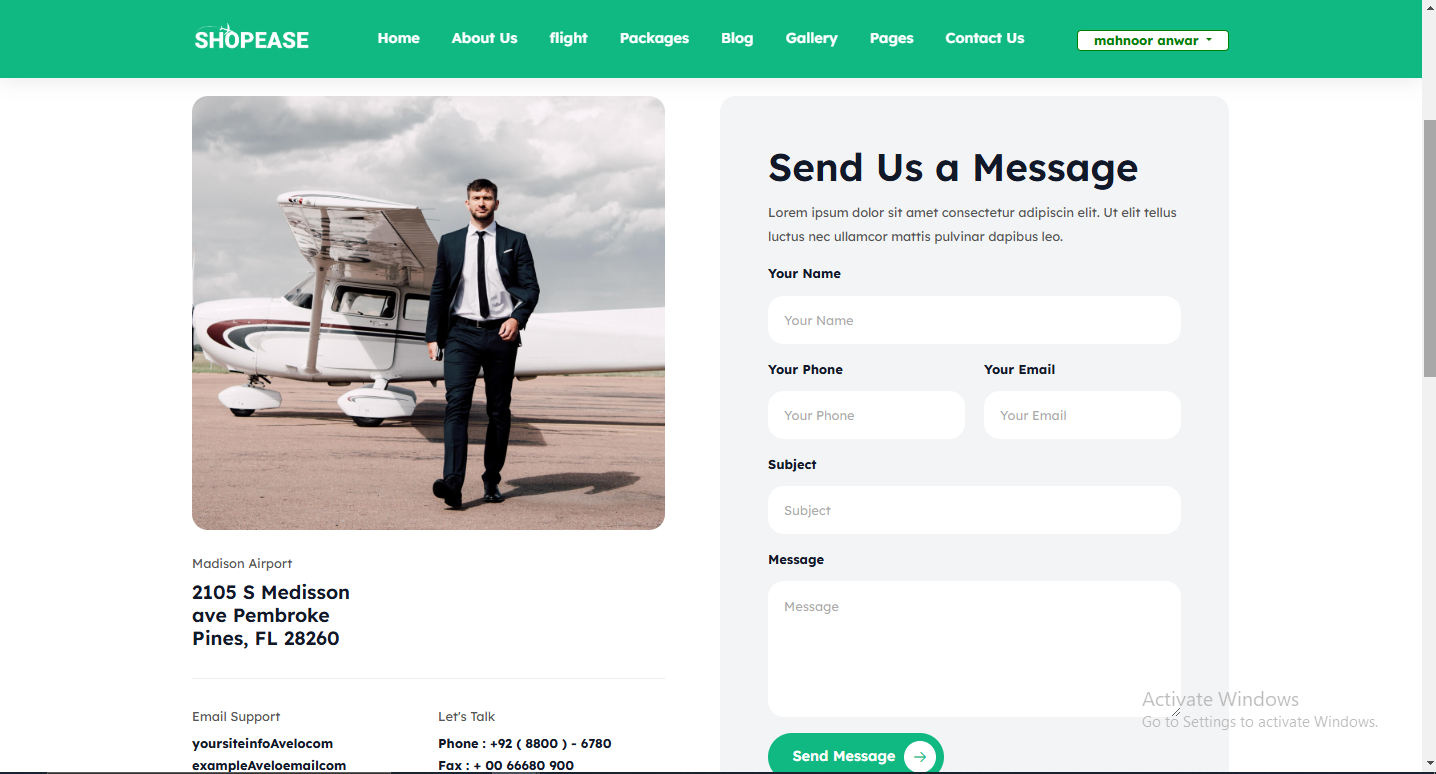 SHOPEASE
Home
About Us
flight
Packages
Blog
Gallery
Pages
Contact Us
mahnoor anwar
Madison Airport
2105 S Medisson
ave Pembroke
Pines, FL 28260
Email Support
yoursiteinfoAvelocom
exampleAveloemailcom
Let's Talk
Phone : +92 ( 8800 ) - 6780
Fax : + 00 66680 900
Send Us a Message
Lorem ipsum dolor sit amet consectetur adipiscin elit. Ut elit tellus
luctus nec ullamcor mattis pulvinar dapibus leo.
Your Name
Your Name
Your Phone
Your Email
Your Phone
Your Email
Subject
Subject
Message
Message
Send Message
Activate Windows
Go to Settings to activate Windows.